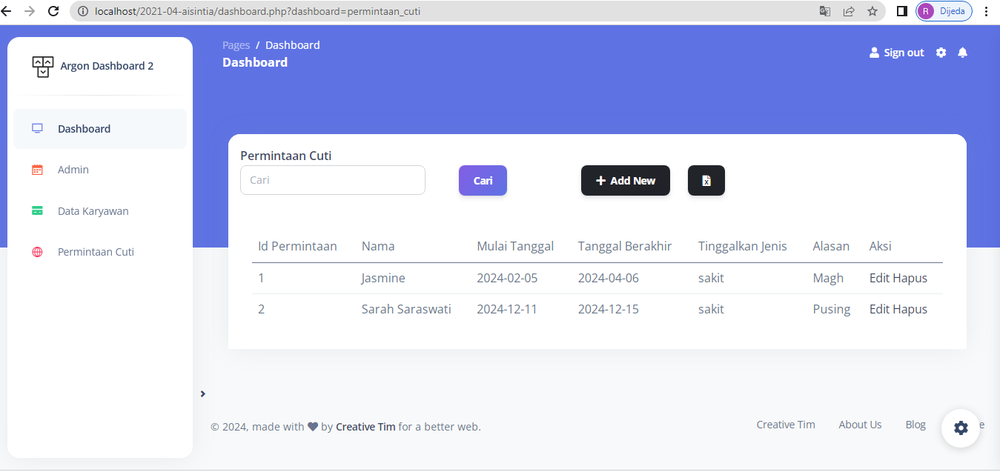 localhost/2021-04-aisintia/dashboard.php?dashboard=permintaan_cuti
R Dijeda
Argon Dashboard 2
Dashboard
Admin
Data Karyawan
Permintaan Cuti
Pages / Dashboard
Dashboard
Sign out
Permintaan Cuti
Cari
Cari
+ Add New
Id Permintaan Nama Mulai Tanggal Tanggal Berakhir Tinggalkan Jenis Alasan Aksi
1 Jasmine 2024-02-05 2024-04-06 sakit Magh Edit Hapus
2 Sarah Saraswati 2024-12-11 2024-12-15 sakit Pusing Edit Hapus
© 2024, made with ♥ by Creative Tim for a better web.
Creative Tim About Us Blog